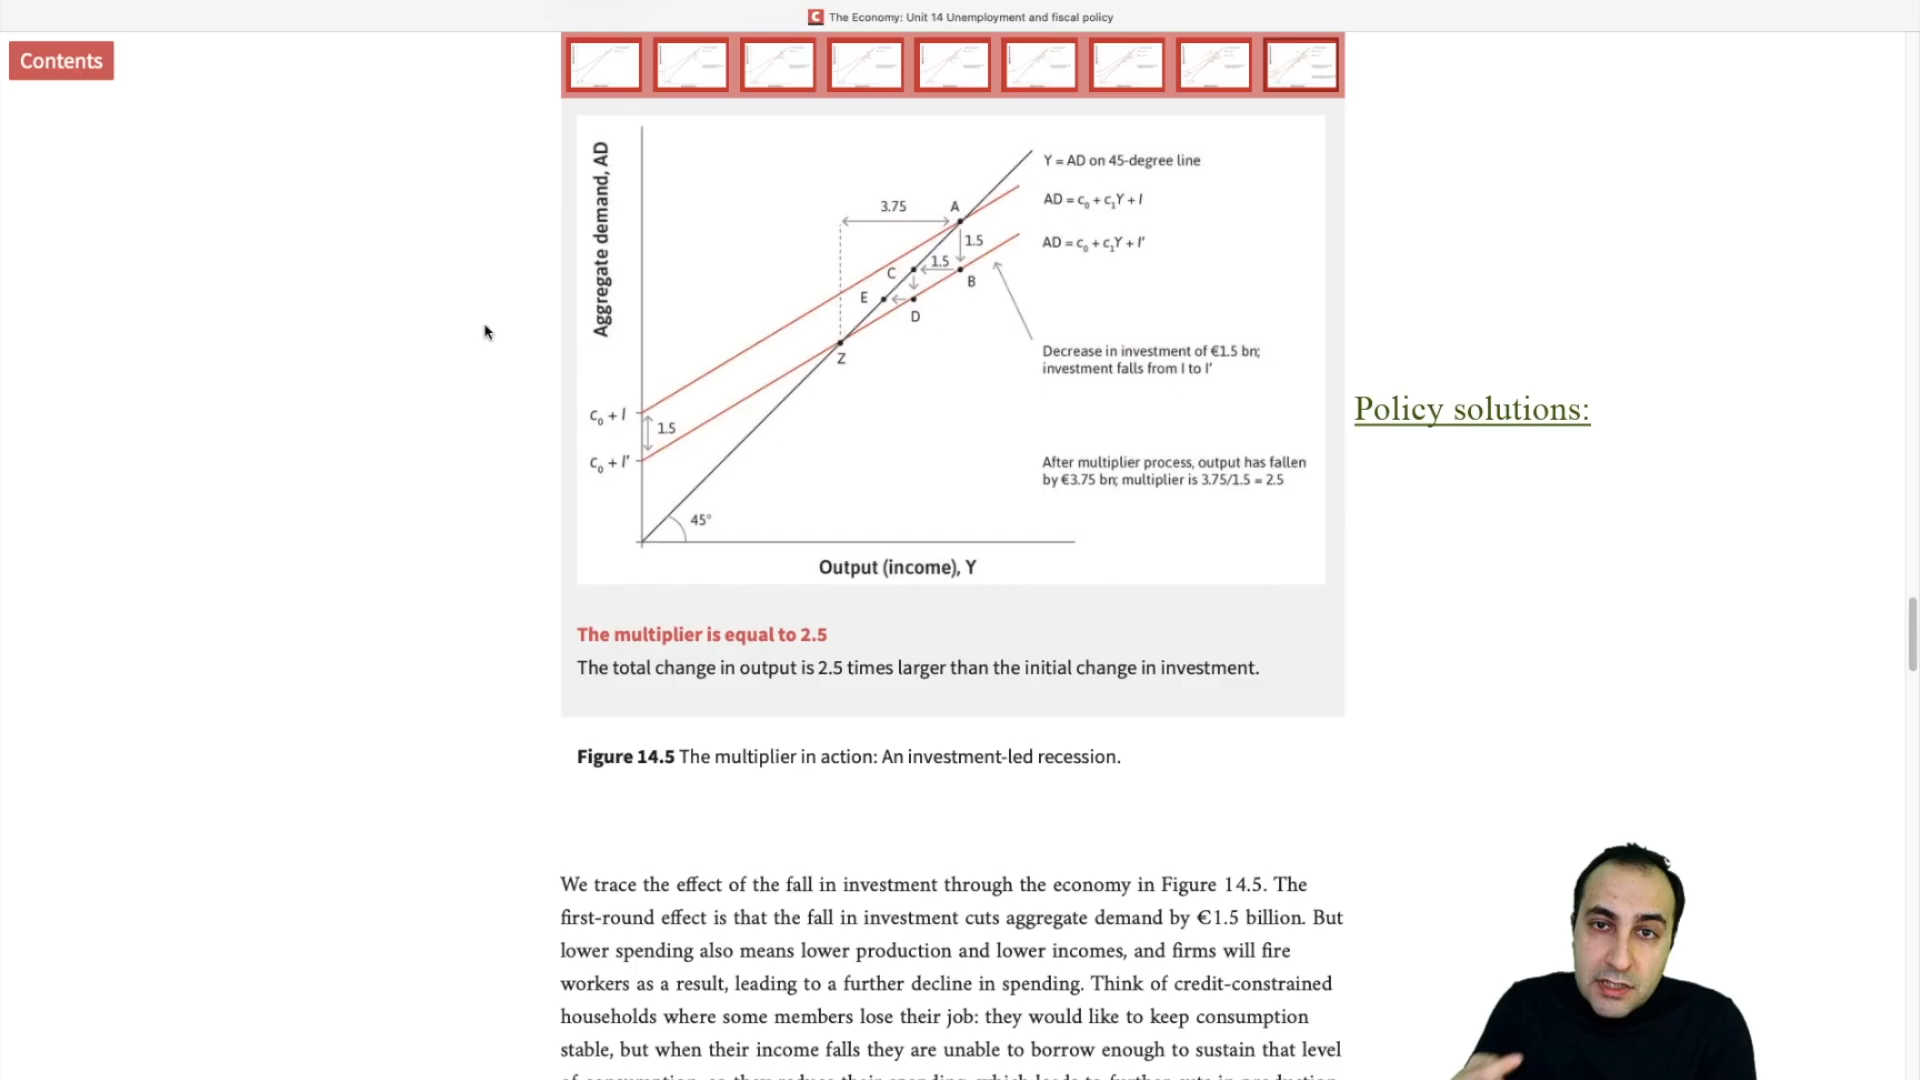 The Economy: Unit 14 Unemployment and fiscal policy
Contents
Aggregate demand, AD
Y = AD on 45-degree line
AD = c₀ + c₁Y + I
AD = c₀ + c₁Y + I′
3.75
A
1.5
1.5
C
B
E
D
Z
Decrease in investment of €1.5 bn;
investment falls from I to I′
Policy solutions:
c₀ + I
1.5
c₀ + I′
After multiplier process, output has fallen
by €3.75 bn; multiplier is 3.75/1.5 = 2.5
45°
Output (income), Y
The multiplier is equal to 2.5
The total change in output is 2.5 times larger than the initial change in investment.
Figure 14.5 The multiplier in action: An investment-led recession.
We trace the effect of the fall in investment through the economy in Figure 14.5. The
first-round effect is that the fall in investment cuts aggregate demand by €1.5 billion. But
lower spending also means lower production and lower incomes, and firms will fire
workers as a result, leading to a further decline in spending. Think of credit-constrained
households where some members lose their job: they would like to keep consumption
stable, but when their income falls they are unable to borrow enough to sustain that level